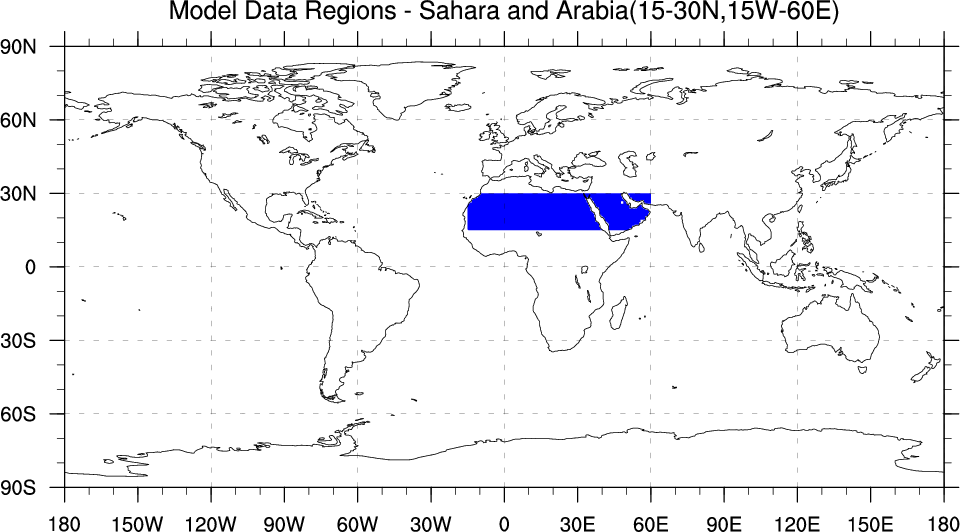 Model Data Regions - Sahara and Arabia(15-30N,15W-60E)
90N
60N
30N
0
30S
60S
90S
180 150W 120W 90W 60W 30W 0 30E 60E 90E 120E 150E 180